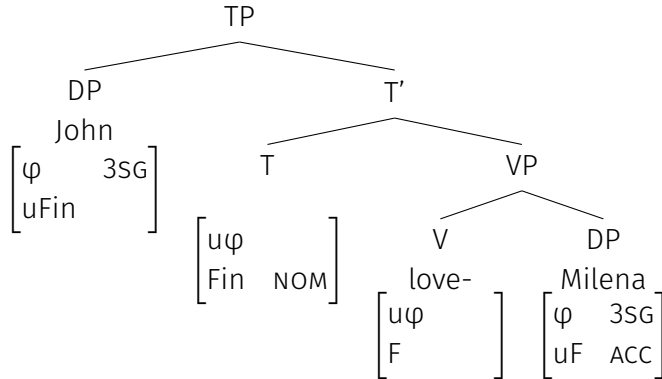 TP
DP T’
John
φ 3SG
uFin
T VP
uφ
Fin NOM
V DP
love- Milena
uφ
F
φ 3SG
uF ACC